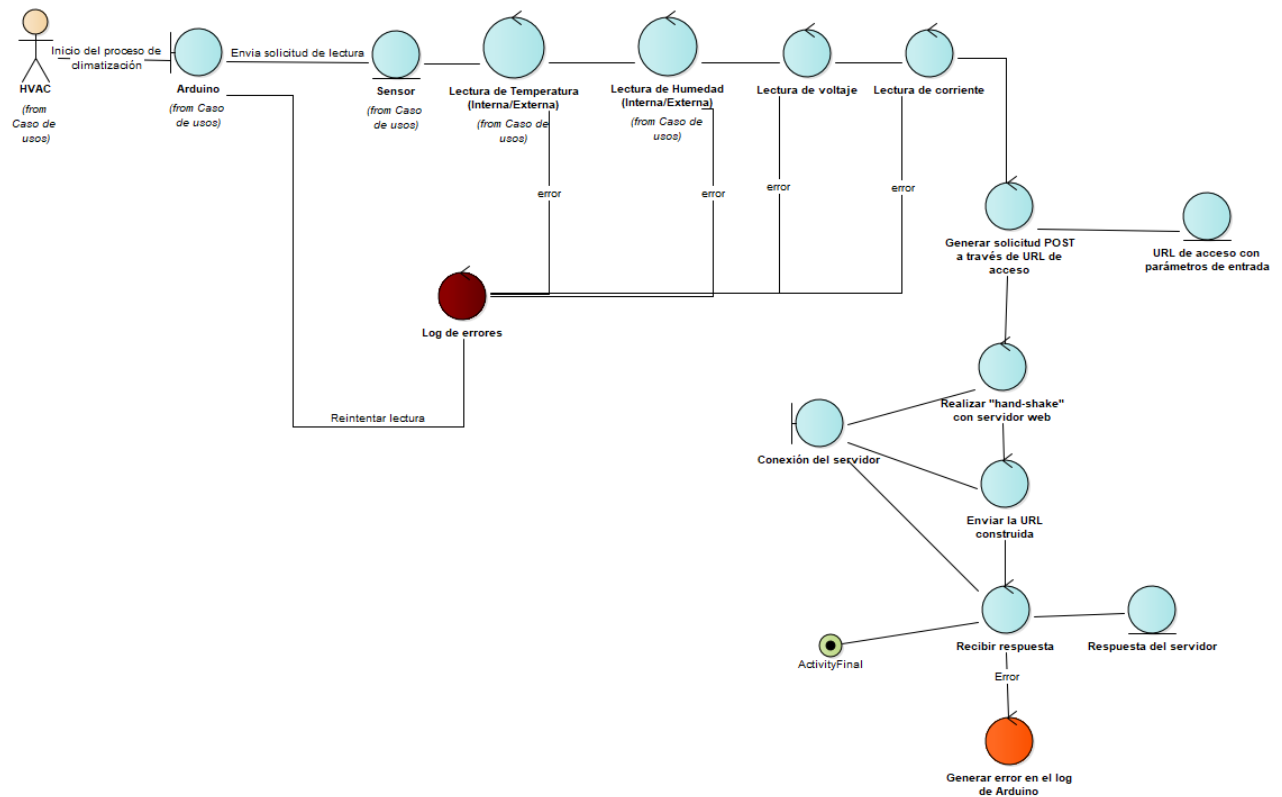 Inicio del proceso de
climatización
HVAC
(from
Caso de
usos)
Arduino
(from Caso
de usos)
Envia solicitud de lectura
Sensor
(from Caso
de usos)
Lectura de Temperatura
(Interna/Externa)
(from Caso de
usos)
Lectura de Humedad
(Interna/Externa)
(from Caso de
usos)
Lectura de voltaje
Lectura de corriente
error
error
error
error
Generar solicitud POST
a través de URL de
acceso
URL de acceso con
parámetros de entrada
Log de errores
Reintentar lectura
Realizar "hand-shake"
con servidor web
Conexión del servidor
Enviar la URL
construida
Recibir respuesta
Respuesta del servidor
ActivityFinal
Error
Generar error en el log
de Arduino